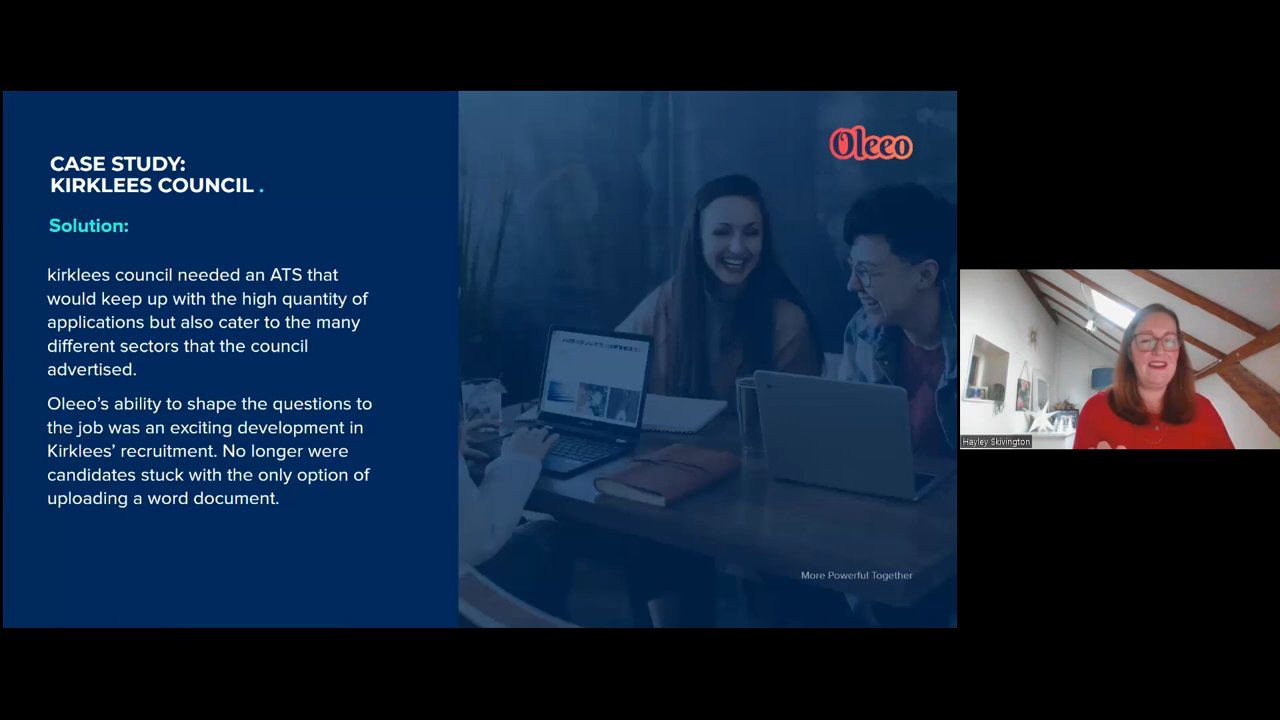 CASE STUDY:
KIRKLEES COUNCIL .
Solution:
kirklees council needed an ATS that
would keep up with the high quantity of
applications but also cater to the many
different sectors that the council
advertised.
Oleeo’s ability to shape the questions to
the job was an exciting development in
Kirklees’ recruitment. No longer were
candidates stuck with the only option of
uploading a word document.
Oleeo
More Powerful Together
Hayley Skivington